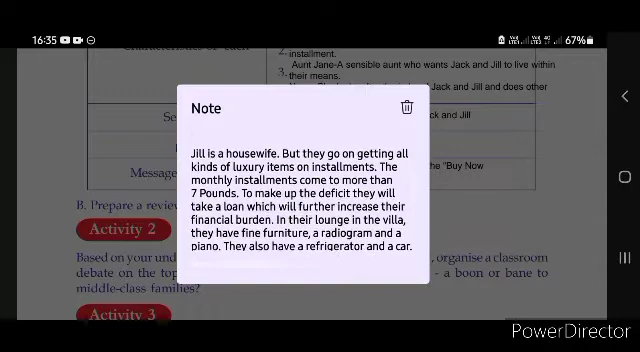 16:35 67%
installment.
Aunt Jane-A sensible aunt who wants Jack and Jill to live within
3. their means.
Jack and Jill and does other
Note
ck and Jill
Jill is a housewife. But they go on getting all
kinds of luxury items on installments. The
monthly installments come to more than
7 Pounds. To make up the deficit they will
take a loan which will further increase their
financial burden. In their lounge in the villa,
they have fine furniture, a radiogram and a
piano. They also have a refrigerator and a car.
Message
he "Buy Now
B. Prepare a review
Activity 2
Based on your und , organise a classroom
debate on the top - a boon or bane to
middle-class families?
Activity 3
PowerDirector